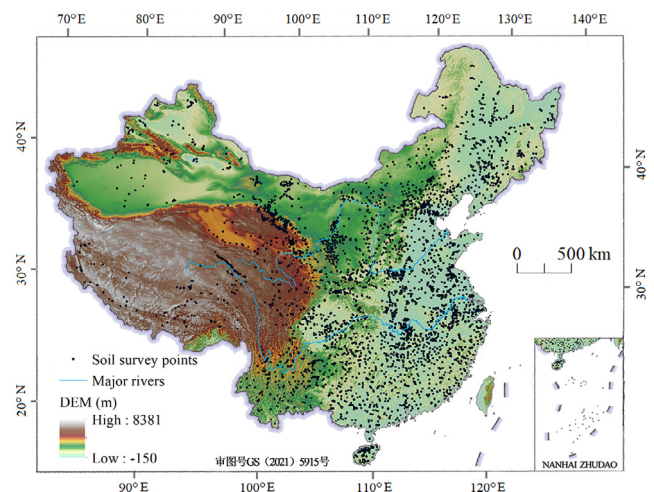 70°E 80°E 90°E 100°E 110°E 120°E 130°E 140°E
40°N
40°N
30°N
30°N
20°N
20°N
0 500 km
Soil survey points
Major rivers
DEM (m)
High : 8381
Low : -150
审图号GS（2021）5915号
NANHAI ZHUDAO
90°E 100°E 110°E 120°E